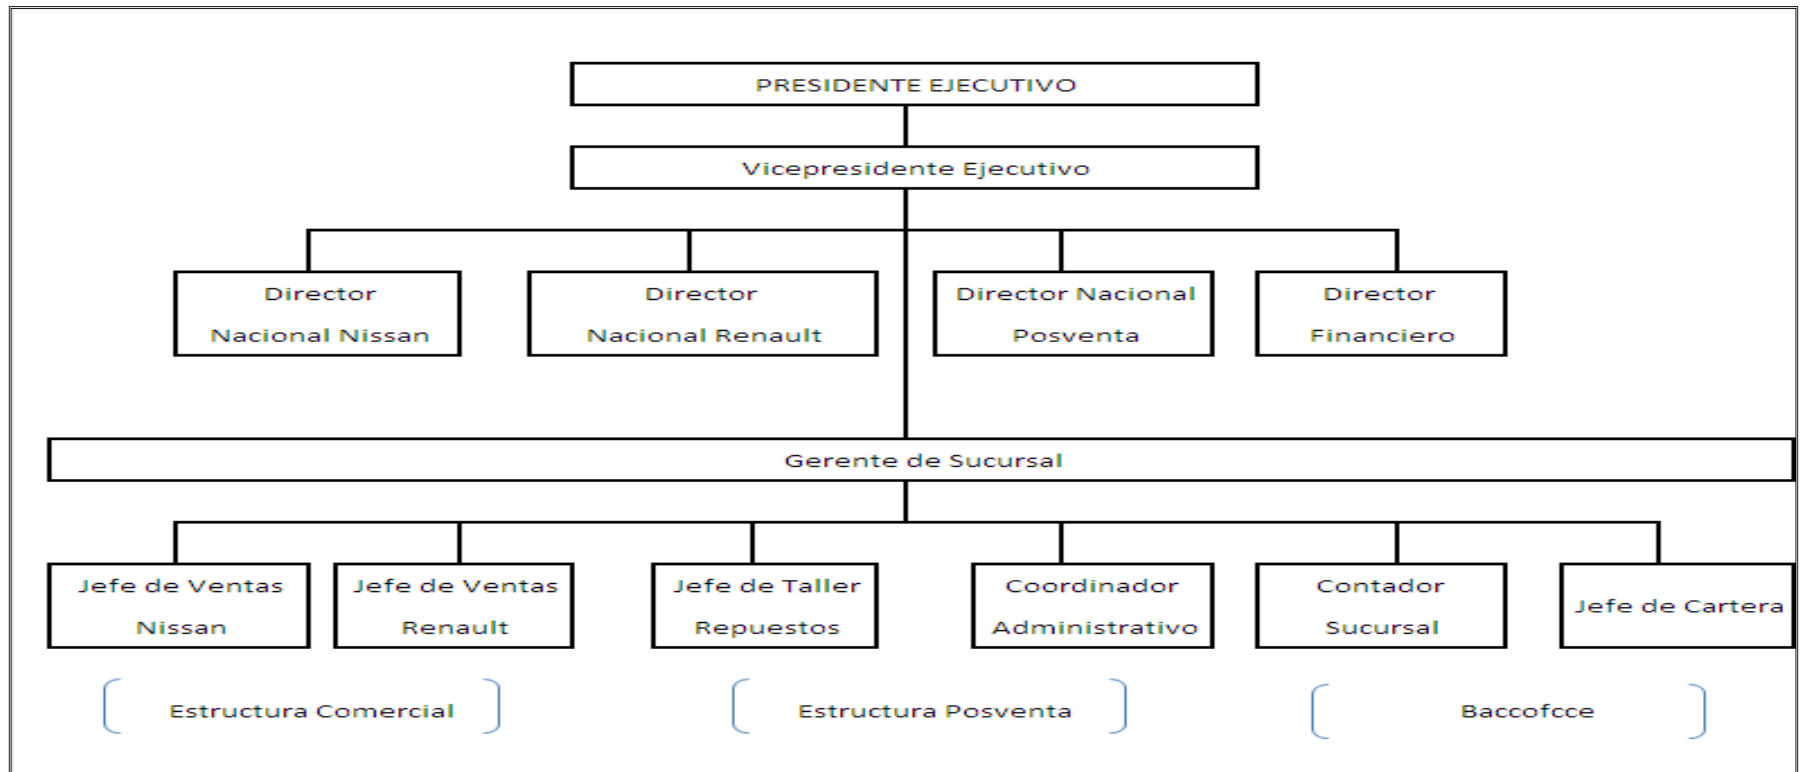 PRESIDENTE EJECUTIVO
Vicepresidente Ejecutivo
Director
Nacional Nissan
Director
Nacional Renault
Director Nacional
Posventa
Director
Financiero
Gerente de Sucursal
Jefe de Ventas
Nissan
Jefe de Ventas
Renault
Jefe de Taller
Repuestos
Coordinador
Administrativo
Contador
Sucursal
Jefe de Cartera
Estructura Comercial
Estructura Posventa
Baccofcce